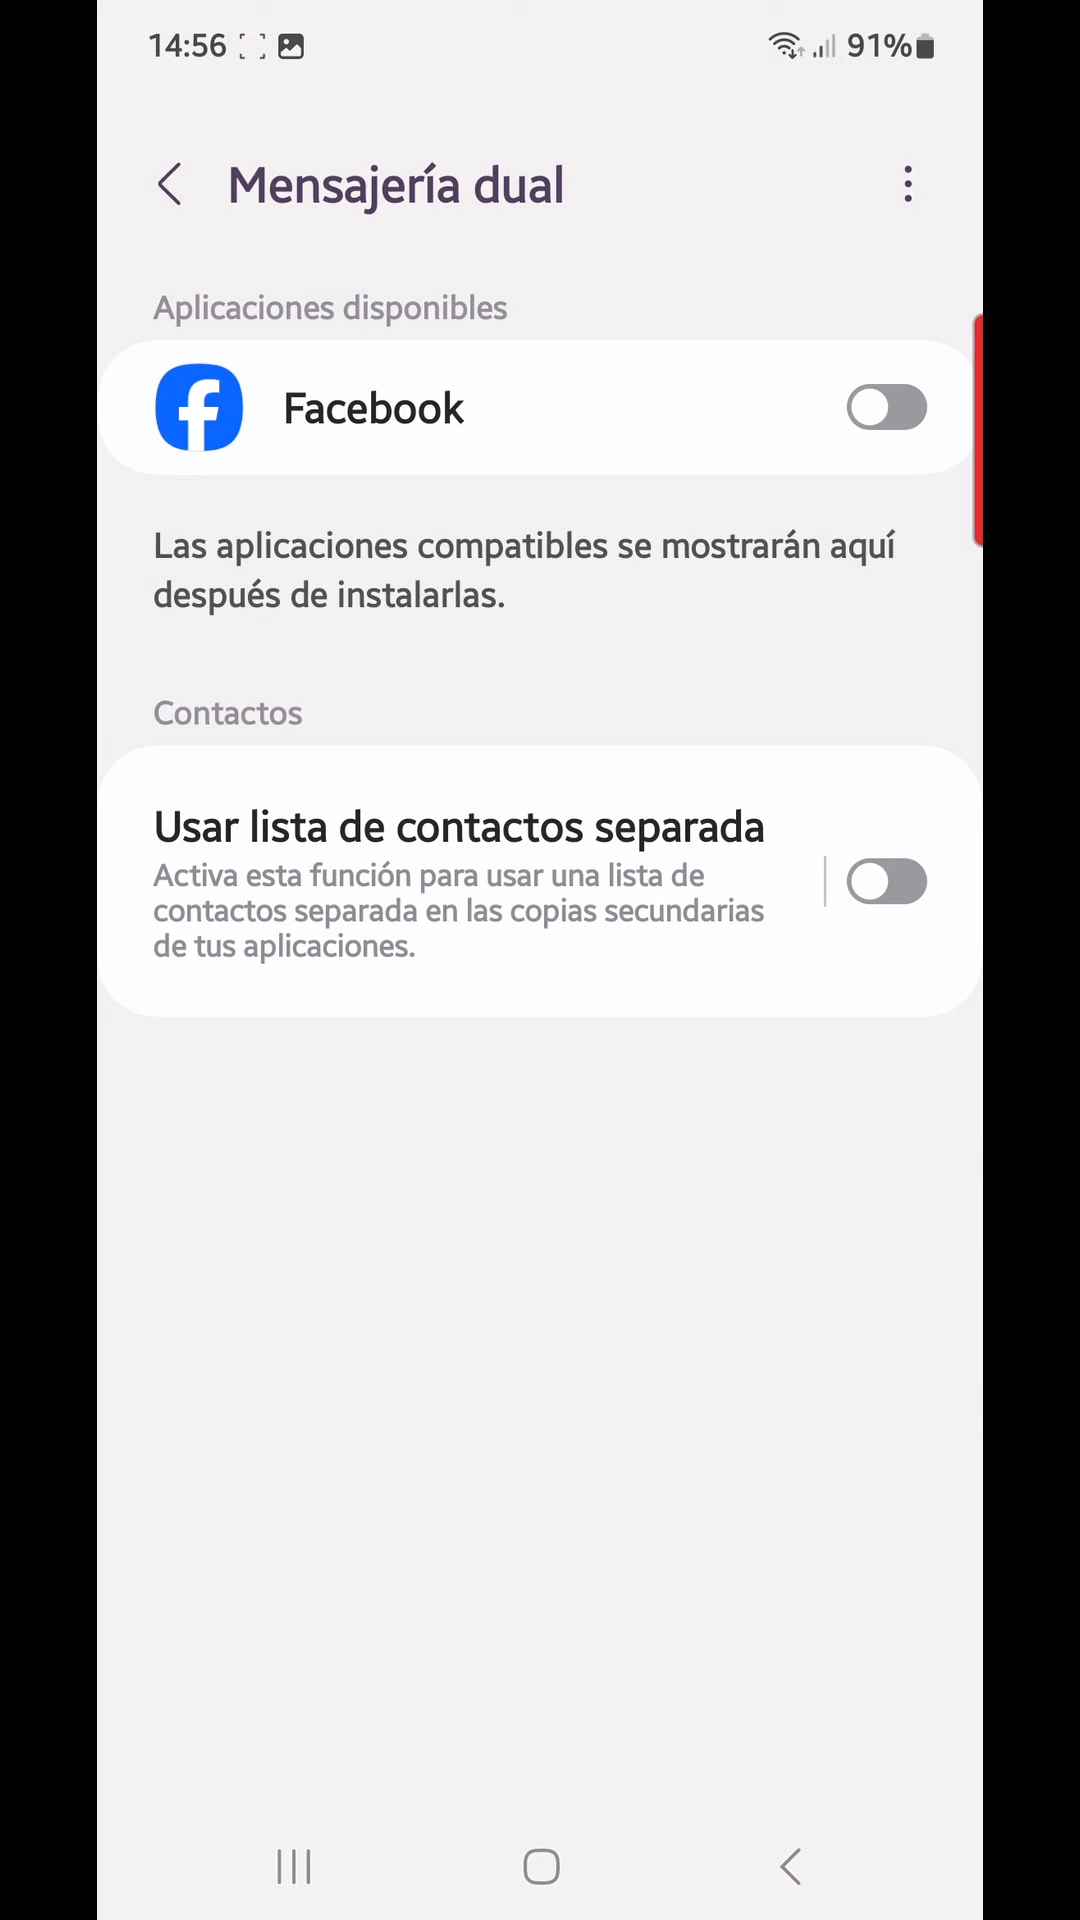 14:56
91%
Mensajería dual
Aplicaciones disponibles
Facebook
Las aplicaciones compatibles se mostrarán aquí
después de instalarlas.
Contactos
Usar lista de contactos separada
Activa esta función para usar una lista de
contactos separada en las copias secundarias
de tus aplicaciones.